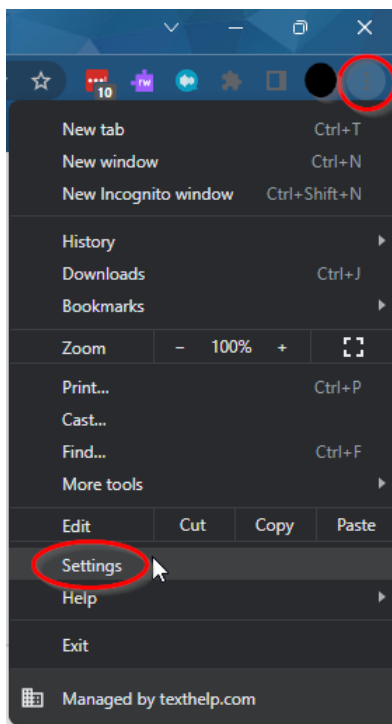 10
rw
New tab Ctrl+T
New window Ctrl+N
New Incognito window Ctrl+Shift+N
History
Downloads Ctrl+J
Bookmarks
Zoom - 100% +
Print... Ctrl+P
Cast...
Find... Ctrl+F
More tools
Edit Cut Copy Paste
Settings
Help
Exit
Managed by texthelp.com